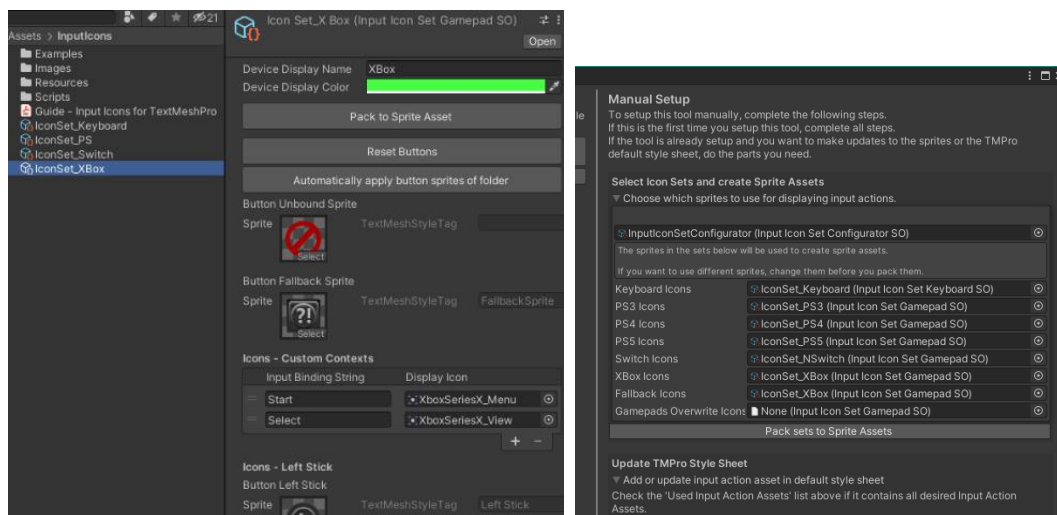 21
Assets > InputIcons
Examples
Images
Resources
Scripts
Guide - Input Icons for TextMeshPro
IconSet_Keyboard
IconSet_PS
IconSet_Switch
IconSet_XBox
Icon Set_X Box (Input Icon Set Gamepad SO)
Open
Device Display Name XBox
Device Display Color
Pack to Sprite Asset
Reset Buttons
Automatically apply button sprites of folder
Button Unbound Sprite
Sprite TextMeshStyleTag
Select
Button Fallback Sprite
Sprite TextMeshStyleTag FallbackSprite
?!
Select
Icons - Custom Contexts
Input Binding String Display Icon
Start XboxSeriesX_Menu
Select XboxSeriesX_View
+ -
Icons - Left Stick
Button Left Stick
Sprite TextMeshStyleTag Left Stick
le
Manual Setup
To setup this tool manually, complete the following steps.
If this is the first time you setup this tool, complete all steps.
If the tool is already setup and you want to make updates to the sprites or the TMPro
default style sheet, do the parts you need.
Select Icon Sets and create Sprite Assets
Choose which sprites to use for displaying input actions.
InputIconSetConfigurator (Input Icon Set Configurator SO)
The sprites in the sets below will be used to create sprite assets.
If you want to use different sprites, change them before you pack them.
Keyboard Icons IconSet_Keyboard (Input Icon Set Keyboard SO)
PS3 Icons IconSet_PS3 (Input Icon Set Gamepad SO)
PS4 Icons IconSet_PS4 (Input Icon Set Gamepad SO)
PS5 Icons IconSet_PS5 (Input Icon Set Gamepad SO)
Switch Icons IconSet_NSwitch (Input Icon Set Gamepad SO)
XBox Icons IconSet_XBox (Input Icon Set Gamepad SO)
Fallback Icons IconSet_XBox (Input Icon Set Gamepad SO)
Gamepads Overwrite Icons None (Input Icon Set Gamepad SO)
Pack sets to Sprite Assets
Update TMPro Style Sheet
Add or update input action asset in default style sheet
Check the 'Used Input Action Assets' list above if it contains all desired Input Action
Assets.